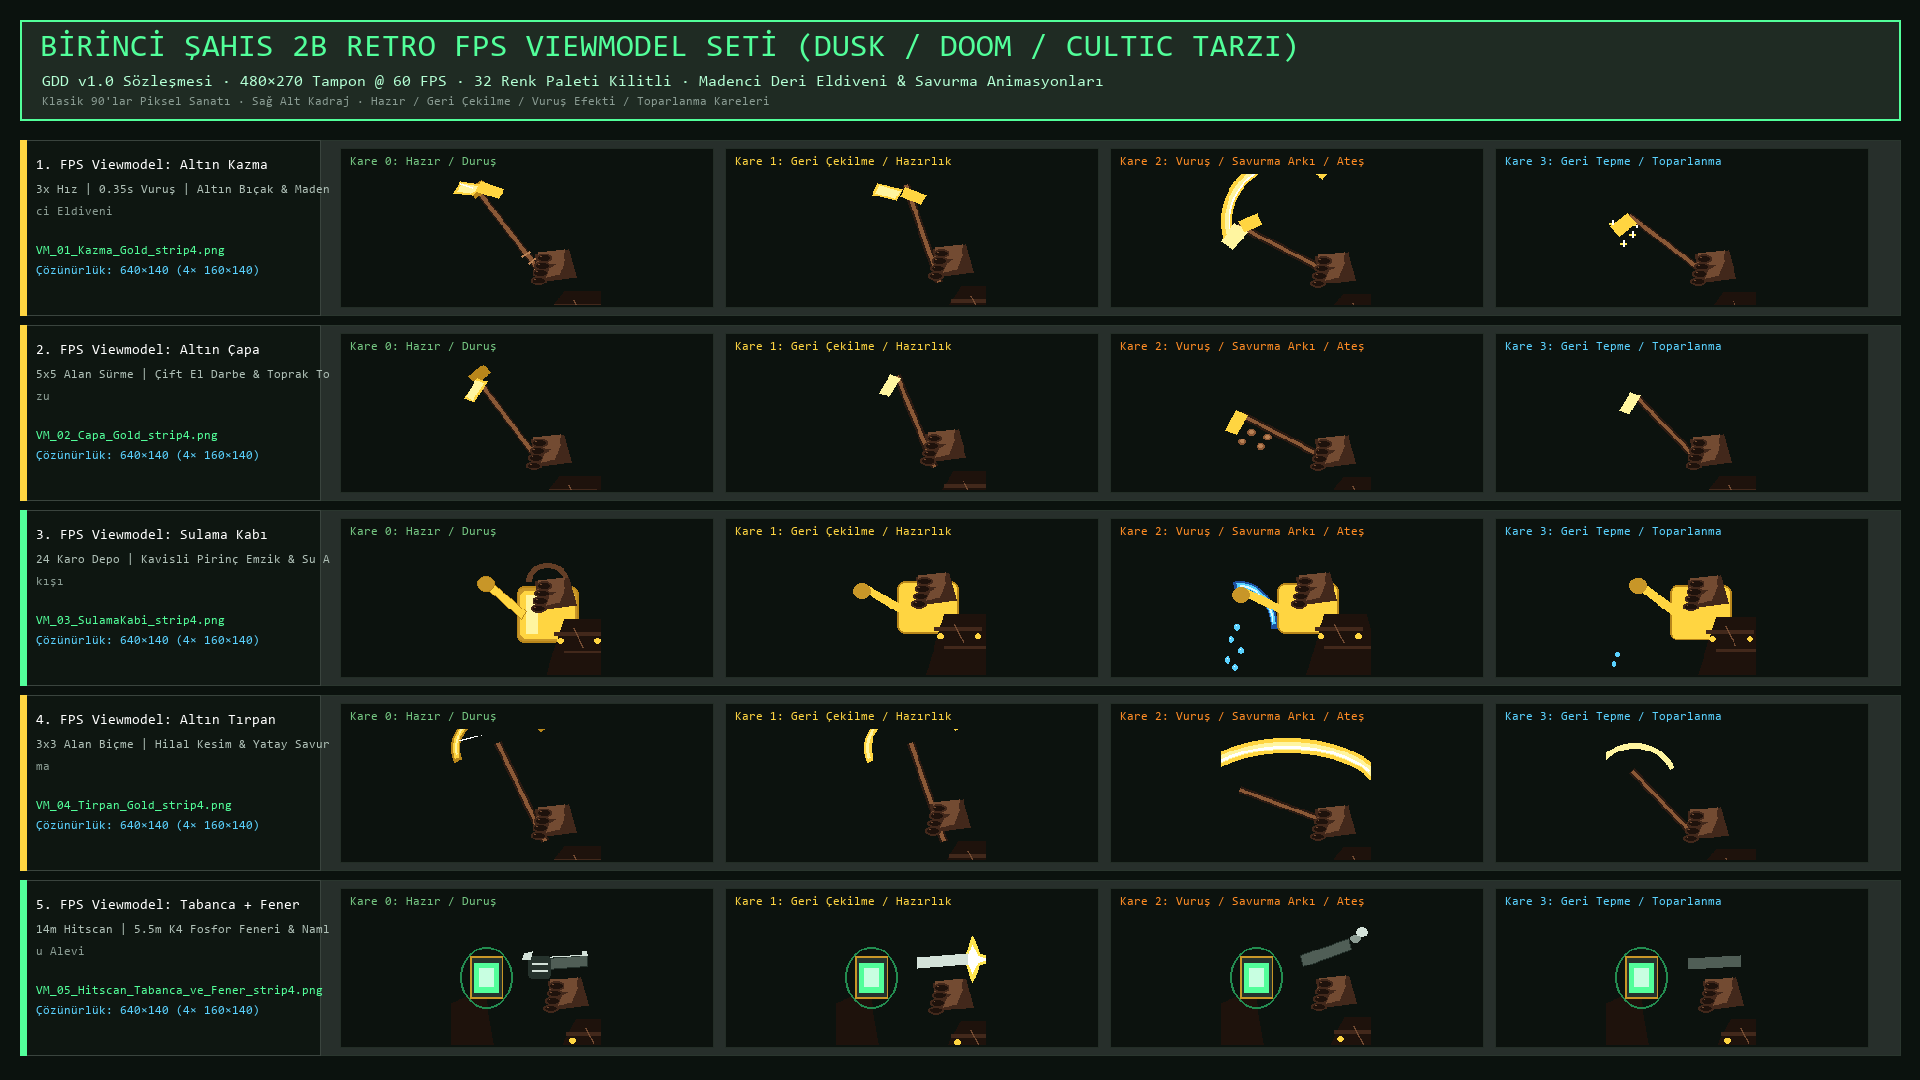 BİRİNCİ ŞAHIS 2B RETRO FPS VIEWMODEL SETİ (DUSK / DOOM / CULTIC TARZI)
GDD v1.0 Sözleşmesi · 480×270 Tampon @ 60 FPS · 32 Renk Paleti Kilitli · Madenci Deri Eldiveni & Savurma Animasyonları
Klasik 90'lar Piksel Sanatı · Sağ Alt Kadraj · Hazır / Geri Çekilme / Vuruş Efekti / Toparlanma Kareleri
1. FPS Viewmodel: Altın Kazma
3x Hız | 0.35s Vuruş | Altın Bıçak & Maden
ci Eldiveni
VM_01_Kazma_Gold_strip4.png
Çözünürlük: 640×140 (4× 160×140)
Kare 0: Hazır / Duruş
Kare 1: Geri Çekilme / Hazırlık
Kare 2: Vuruş / Savurma Arkı / Ateş
Kare 3: Geri Tepme / Toparlanma
2. FPS Viewmodel: Altın Çapa
5x5 Alan Sürme | Çift El Darbe & Toprak To
zu
VM_02_Capa_Gold_strip4.png
Çözünürlük: 640×140 (4× 160×140)
Kare 0: Hazır / Duruş
Kare 1: Geri Çekilme / Hazırlık
Kare 2: Vuruş / Savurma Arkı / Ateş
Kare 3: Geri Tepme / Toparlanma
3. FPS Viewmodel: Sulama Kabı
24 Karo Depo | Kavisli Pirinç Emzik & Su A
kışı
VM_03_SulamaKabi_strip4.png
Çözünürlük: 640×140 (4× 160×140)
Kare 0: Hazır / Duruş
Kare 1: Geri Çekilme / Hazırlık
Kare 2: Vuruş / Savurma Arkı / Ateş
Kare 3: Geri Tepme / Toparlanma
4. FPS Viewmodel: Altın Tırpan
3x3 Alan Biçme | Hilal Kesim & Yatay Savur
ma
VM_04_Tirpan_Gold_strip4.png
Çözünürlük: 640×140 (4× 160×140)
Kare 0: Hazır / Duruş
Kare 1: Geri Çekilme / Hazırlık
Kare 2: Vuruş / Savurma Arkı / Ateş
Kare 3: Geri Tepme / Toparlanma
5. FPS Viewmodel: Tabanca + Fener
14m Hitscan | 5.5m K4 Fosfor Feneri & Naml
u Alevi
VM_05_Hitscan_Tabanca_ve_Fener_strip4.png
Çözünürlük: 640×140 (4× 160×140)
Kare 0: Hazır / Duruş
Kare 1: Geri Çekilme / Hazırlık
Kare 2: Vuruş / Savurma Arkı / Ateş
Kare 3: Geri Tepme / Toparlanma